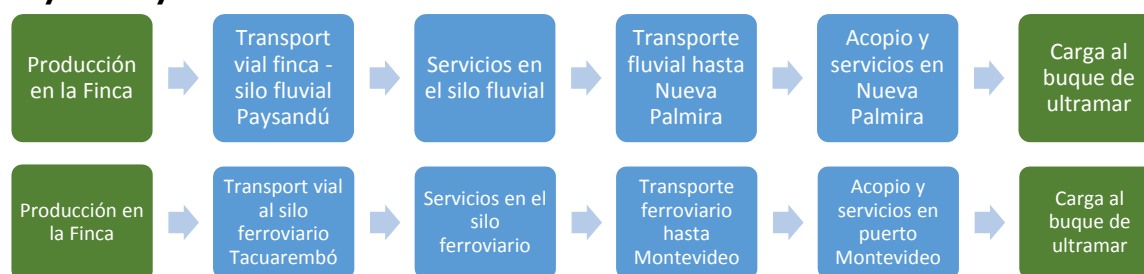 Producción
en la Finca
Transport
vial finca -
silo fluvial
Paysandú
Servicios en
el silo fluvial
Transporte
fluvial hasta
Nueva
Palmira
Acopio y
servicios en
Nueva
Palmira
Carga al
buque de
ultramar
Producción en
la Finca
Transport vial
al silo
ferroviario
Tacuarembó
Servicios en el
silo
ferroviario
Transporte
ferroviario
hasta
Montevideo
Acopio y
servicios en
puerto
Montevideo
Carga al
buque de
ultramar